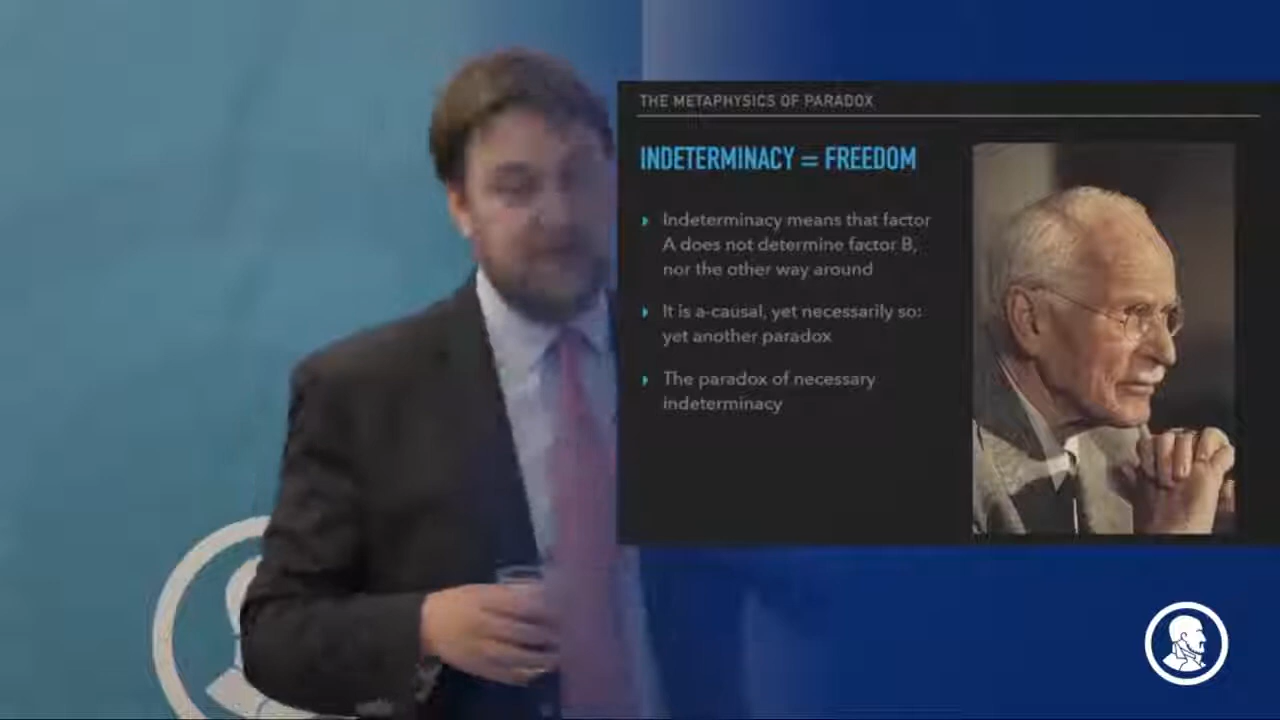 THE METAPHYSICS OF PARADOX
INDETERMINACY = FREEDOM
Indeterminacy means that factor
A does not determine factor B,
nor the other way around
It is a-causal, yet necessarily so:
yet another paradox
The paradox of necessary
indeterminacy